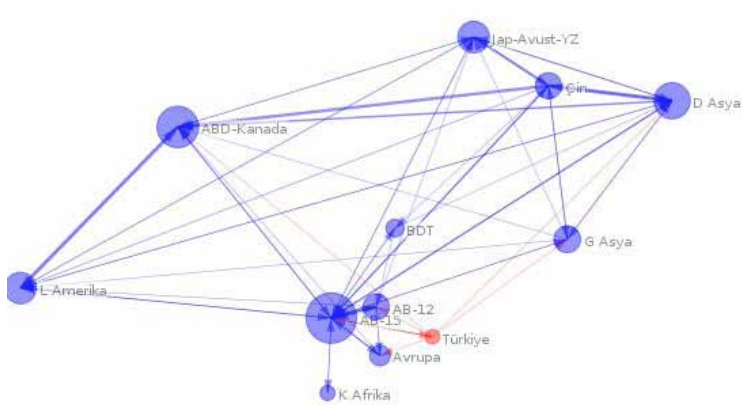 Jap-Avust-YZ
Çin
D Asya
ABD-Kanada
BDT
G Asya
L Amerika
AB-12
AB-15
Türkiye
Avrupa
K Afrika